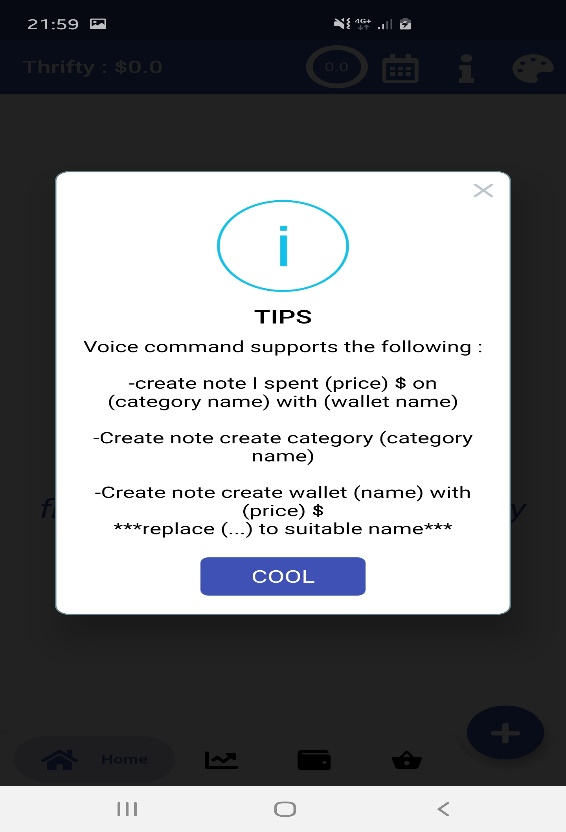 21:59
4G+
Thrifty : $0.0
0.0
i
TIPS
Voice command supports the following :
-create note I spent (price) $ on
(category name) with (wallet name)
-Create note create category (category
name)
-Create note create wallet (name) with
(price) $
***replace (...) to suitable name***
COOL
Home